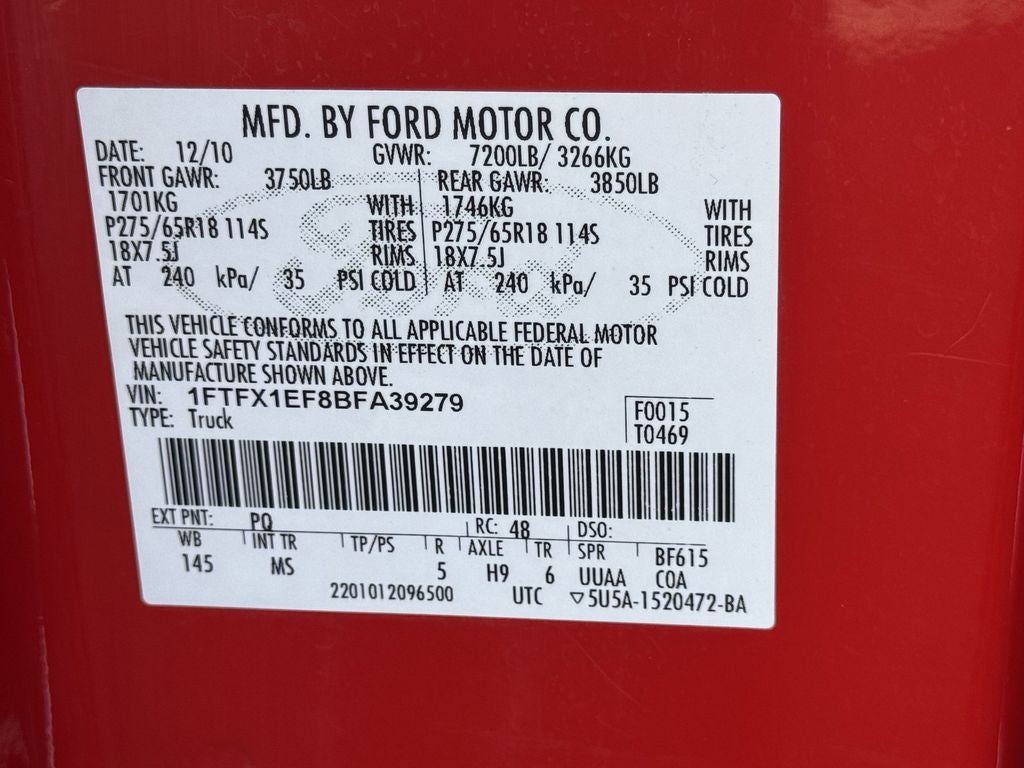 MFD. BY FORD MOTOR CO.
DATE: 12/10 GVWR: 7200LB/ 3266KG
FRONT GAWR: 3750LB REAR GAWR: 3850LB
1701KG WITH 1746KG WITH
P275/65R18 114S TIRES P275/65R18 114S TIRES
18X7.5J RIMS 18X7.5J RIMS
AT 240 kPa/ 35 PSI COLD AT 240 kPa/ 35 PSI COLD
THIS VEHICLE CONFORMS TO ALL APPLICABLE FEDERAL MOTOR
VEHICLE SAFETY STANDARDS IN EFFECT ON THE DATE OF
MANUFACTURE SHOWN ABOVE.
VIN: 1FTFX1EF8BFA39279
TYPE: Truck
F0015
T0469
EXT PNT: PQ RC: 48 DSO:
WB INT TR TP/PS R AXLE TR SPR BF615
145 MS 5 H9 6 UUAA COA
2201012096500 UTC ▽5U5A-1520472-BA
Ford